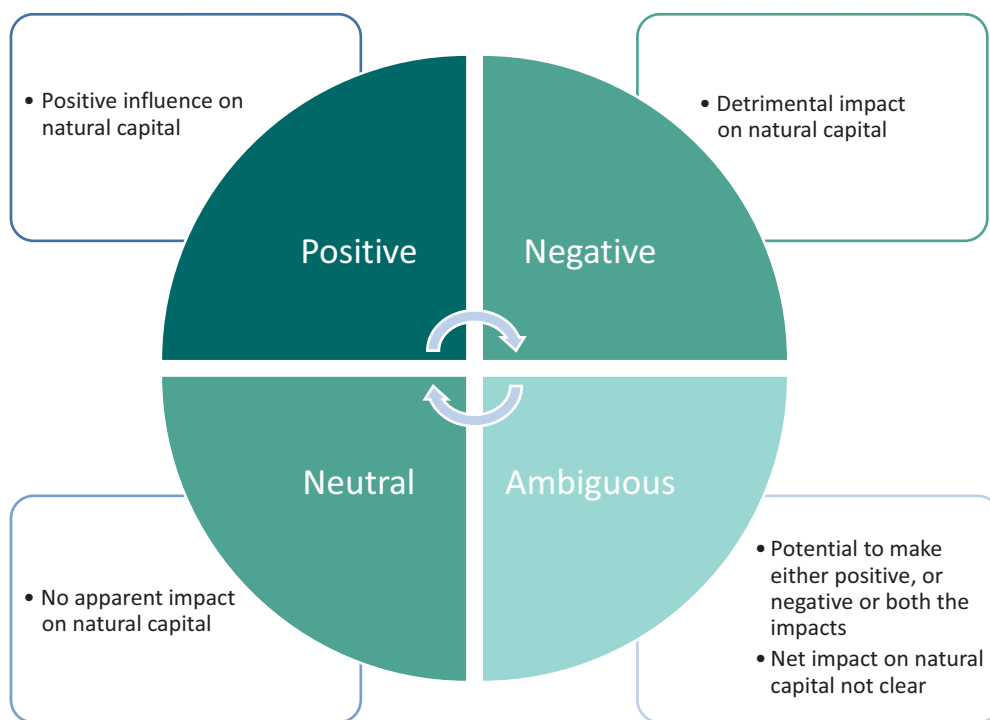 • Positive influence on
natural capital
• Detrimental impact
on natural capital
Positive
Negative
Neutral
Ambiguous
• No apparent impact
on natural capital
• Potential to make
either positive, or
negative or both the
impacts
• Net impact on natural
capital not clear